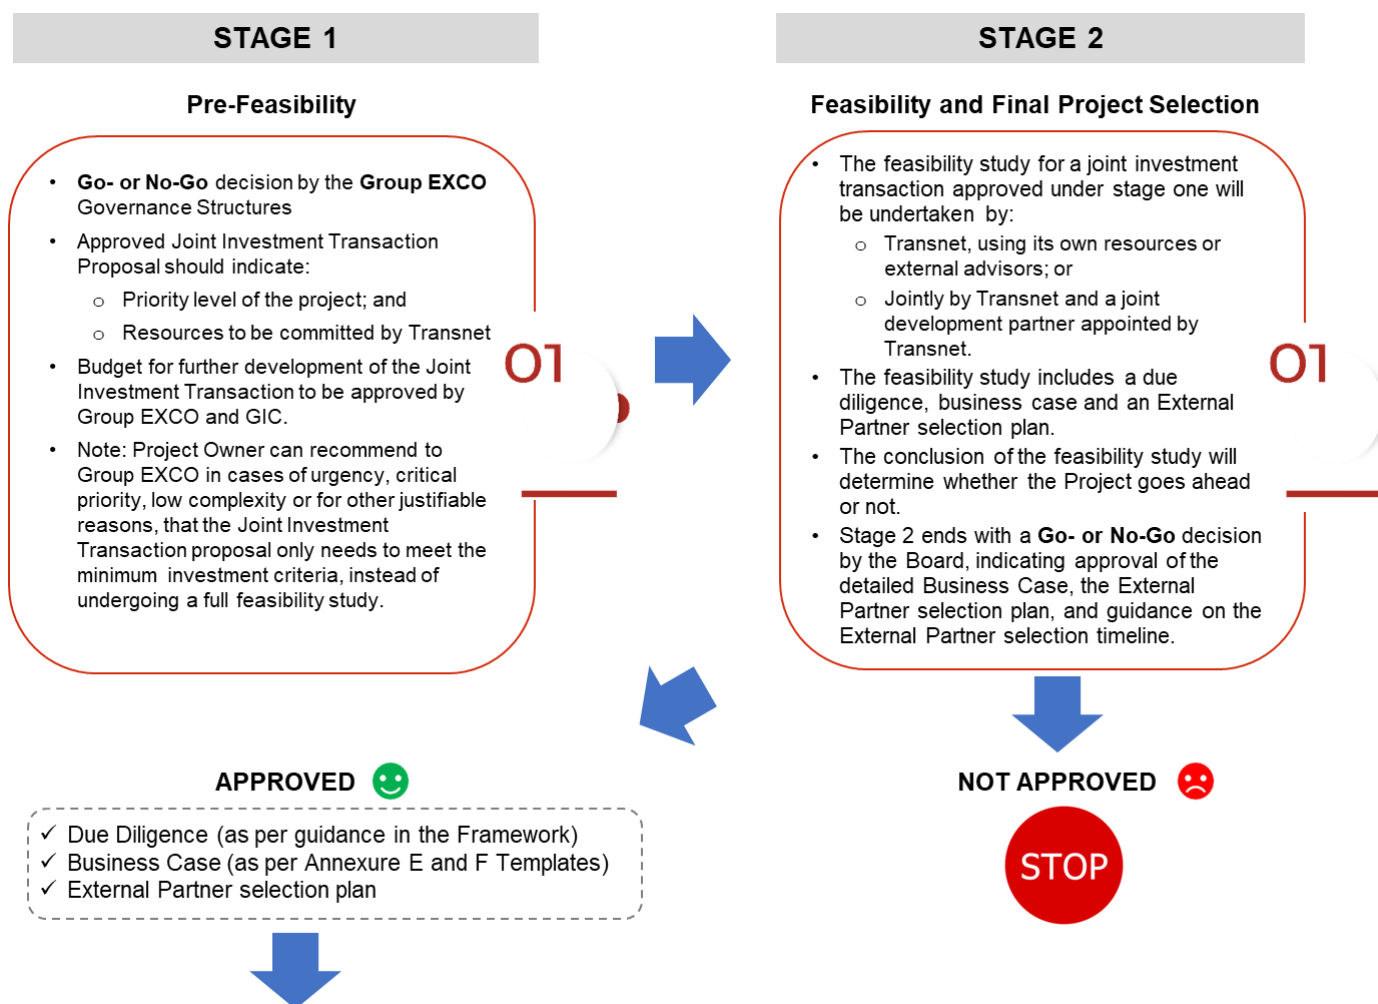 STAGE 1
Pre-Feasibility
• Go- or No-Go decision by the Group EXCO
Governance Structures
• Approved Joint Investment Transaction
Proposal should indicate:
o Priority level of the project; and
o Resources to be committed by Transnet
• Budget for further development of the Joint
Investment Transaction to be approved by
Group EXCO and GIC.
• Note: Project Owner can recommend to
Group EXCO in cases of urgency, critical
priority, low complexity or for other justifiable
reasons, that the Joint Investment
Transaction proposal only needs to meet the
minimum investment criteria, instead of
undergoing a full feasibility study.
01
STAGE 2
Feasibility and Final Project Selection
• The feasibility study for a joint investment
transaction approved under stage one will
be undertaken by:
o Transnet, using its own resources or
external advisors; or
o Jointly by Transnet and a joint
development partner appointed by
Transnet.
• The feasibility study includes a due
diligence, business case and an External
Partner selection plan.
• The conclusion of the feasibility study will
determine whether the Project goes ahead
or not.
• Stage 2 ends with a Go- or No-Go decision
by the Board, indicating approval of the
detailed Business Case, the External
Partner selection plan, and guidance on the
External Partner selection timeline.
01
APPROVED
✓ Due Diligence (as per guidance in the Framework)
✓ Business Case (as per Annexure E and F Templates)
✓ External Partner selection plan
NOT APPROVED
STOP